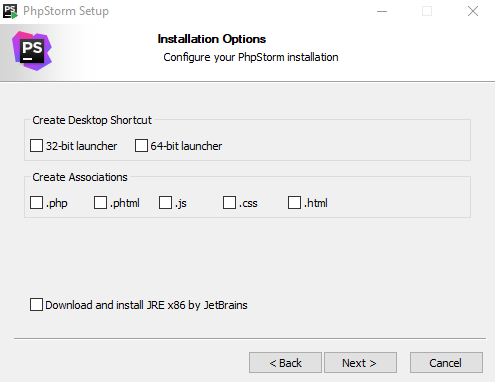 PS PhpStorm Setup
PS
Installation Options
Configure your PhpStorm installation
Create Desktop Shortcut
32-bit launcher 64-bit launcher
Create Associations
.php .phtml .js .css .html
Download and install JRE x86 by JetBrains
< Back Next > Cancel